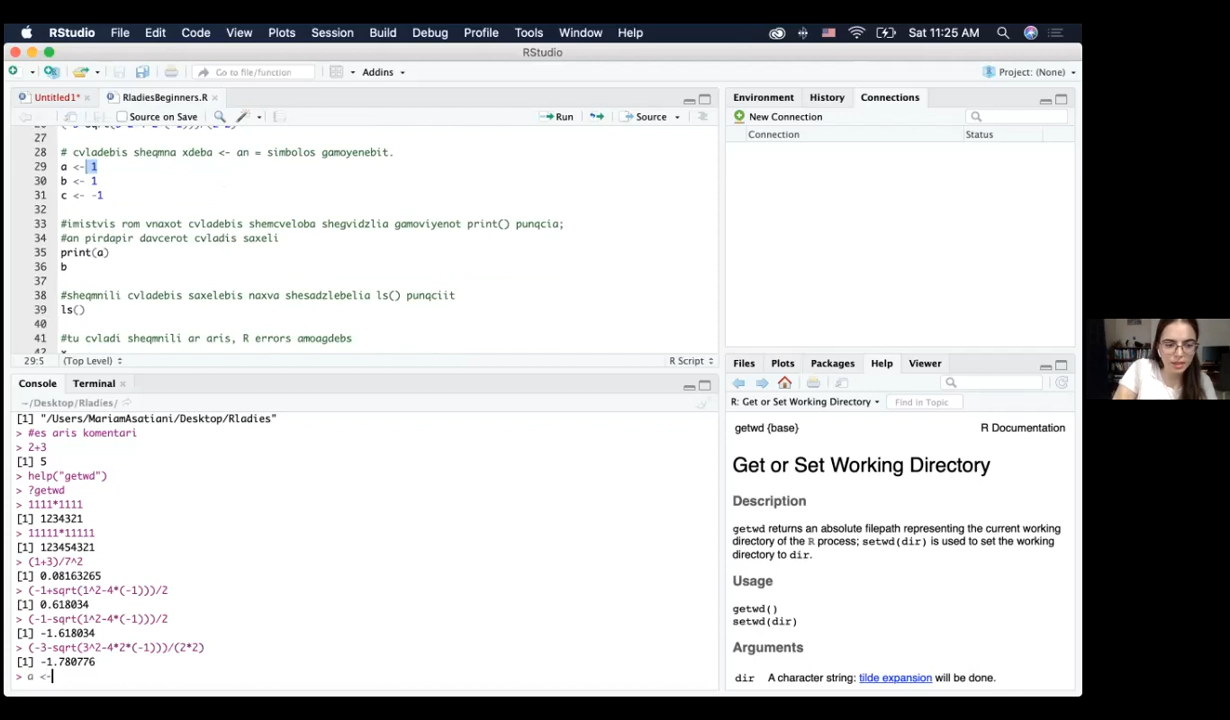 RStudio File Edit Code View Plots Session Build Debug Profile Tools Window Help Sat 11:25 AM
RStudio
Go to file/function Addins Project: (None)
Untitled1* RladiesBeginners.R
Source on Save Run Source
27
28 # cvladebis sheqmna xdeba <- an = simbolos gamoyenebit.
29 a <- 1
30 b <- 1
31 c <- -1
32
33 #imistvis rom vnaxot cvladebis shemcveloba shegvidzlia gamoviyenot print() punqcia;
34 #an pirdapir davcerot cvladis saxeli
35 print(a)
36 b
37
38 #sheqmnili cvladebis saxelebis naxva shesadzlebelia ls() punqciit
39 ls()
40
41 #tu cvladi sheqmnili ar aris, R errors amoagdebs
29:5 (Top Level) R Script
Console Terminal
~/Desktop/Rladies/
[1] "/Users/MariamAsatiani/Desktop/Rladies"
> #es aris komentari
> 2+3
[1] 5
> help("getwd")
> ?getwd
> 1111*1111
[1] 1234321
> 11111*11111
[1] 123454321
> (1+3)/7^2
[1] 0.08163265
> (-1+sqrt(1^2-4*(-1)))/2
[1] 0.618034
> (-1-sqrt(1^2-4*(-1)))/2
[1] -1.618034
> (-3-sqrt(3^2-4*2*(-1)))/(2*2)
[1] -1.780776
> a <-
Environment History Connections
New Connection
Connection Status
Files Plots Packages Help Viewer
R: Get or Set Working Directory Find in Topic
getwd {base} R Documentation
Get or Set Working Directory
Description
getwd returns an absolute filepath representing the current working
directory of the R process; setwd(dir) is used to set the working
directory to dir.
Usage
getwd()
setwd(dir)
Arguments
dir A character string: tilde expansion will be done.